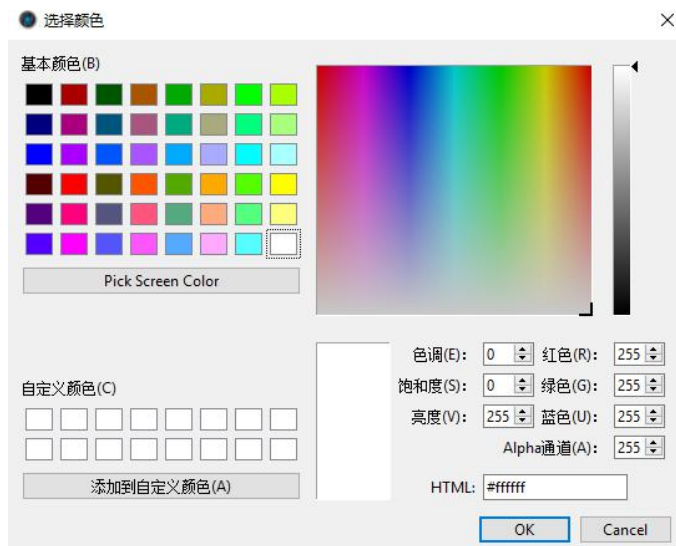 选择颜色
基本颜色(B)
Pick Screen Color
自定义颜色(C)
添加到自定义颜色(A)
色调(E): 0 红色(R): 255
饱和度(S): 0 绿色(G): 255
亮度(V): 255 蓝色(U): 255
Alpha通道(A): 255
HTML: #ffffff
OK Cancel